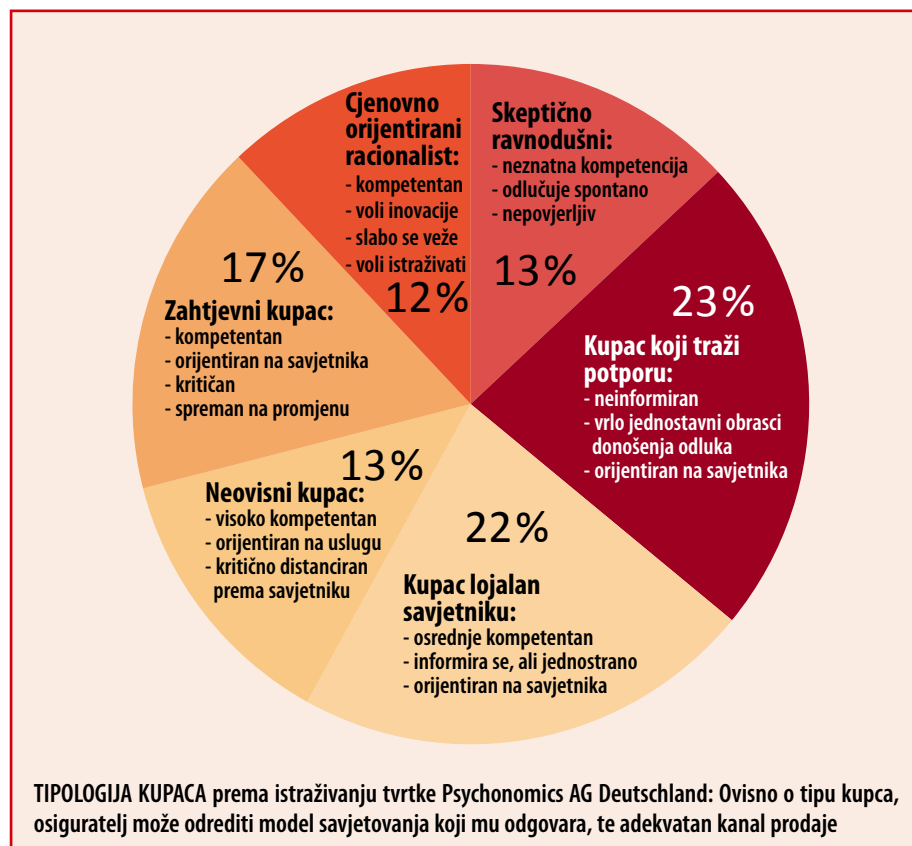 Cjenovno
orijentirani
racionalist:
- kompetentan
- voli inovacije
- slabo se veže
- voli istraživati
12%
Skeptično
ravnodušni:
- neznatna kompetencija
- odlučuje spontano
- nepovjerljiv
13%
23%
Kupac koji traži
potporu:
- neinformiran
- vrlo jednostavni obrasci
donošenja odluka
- orijentiran na savjetnika
22%
Kupac lojalan
savjetniku:
- osrednje kompetentan
- informira se, ali jednostrano
- orijentiran na savjetnika
13%
Neovisni kupac:
- visoko kompetentan
- orijentiran na uslugu
- kritično distanciran
prema savjetniku
17%
Zahtjevni kupac:
- kompetentan
- orijentiran na savjetnika
- kritičan
- spreman na promjenu
TIPOLOGIJA KUPACA prema istraživanju tvrtke Psychonomics AG Deutschland: Ovisno o tipu kupca,
osiguratelj može odrediti model savjetovanja koji mu odgovara, te adekvatan kanal prodaje